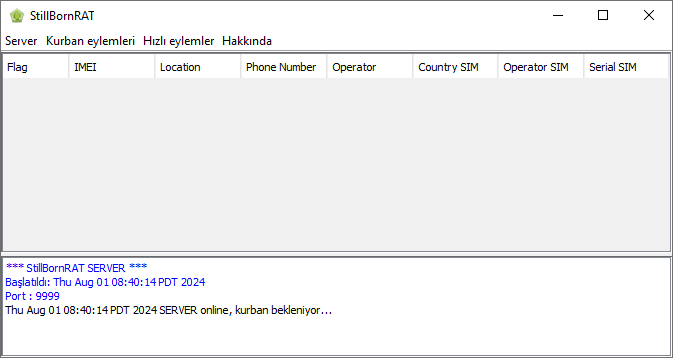 StillBornRAT
Server Kurban eylemleri Hızlı eylemler Hakkında
Flag IMEI Location Phone Number Operator Country SIM Operator SIM Serial SIM
*** StillBornRAT SERVER ***
Başlatıldı: Thu Aug 01 08:40:14 PDT 2024
Port : 9999
Thu Aug 01 08:40:14 PDT 2024 SERVER online, kurban bekleniyor...